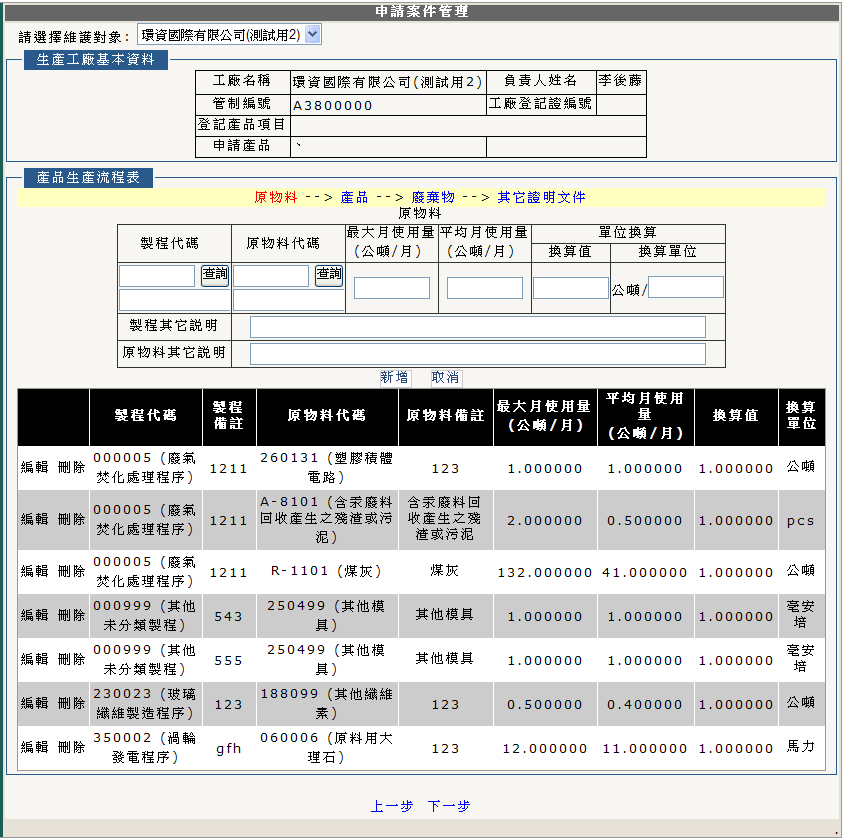 申請案件管理
請選擇維護對象： 環資國際有限公司(測試用2)
生產工廠基本資料
工廠名稱 環資國際有限公司(測試用2) 負責人姓名 李後藤
管制編號 A3800000 工廠登記證編號
登記產品項目
申請產品 、
產品生產流程表
原物料 --> 產品 --> 廢棄物 --> 其它證明文件
原物料
製程代碼 原物料代碼 最大月使用量 (公噸/月) 平均月使用量 (公噸/月) 單位換算
換算值 換算單位
查詢 查詢 公噸/
製程其它說明
原物料其它說明
新增 取消
製程代碼 製程備註 原物料代碼 原物料備註 最大月使用量 (公噸/月) 平均月使用量 (公噸/月) 換算值 換算單位
編輯 刪除 000005 (廢氣焚化處理程序) 1211 260131 (塑膠積體電路) 123 1.000000 1.000000 1.000000 公噸
編輯 刪除 000005 (廢氣焚化處理程序) 1211 A-8101 (含汞廢料回收產生之殘渣或污泥) 含汞廢料回收產生之殘渣或污泥 2.000000 0.500000 1.000000 pcs
編輯 刪除 000005 (廢氣焚化處理程序) 1211 R-1101 (煤灰) 煤灰 132.000000 41.000000 1.000000 公噸
編輯 刪除 000999 (其他未分類製程) 543 250499 (其他模具) 其他模具 1.000000 1.000000 1.000000 毫安培
編輯 刪除 000999 (其他未分類製程) 555 250499 (其他模具) 其他模具 1.000000 1.000000 1.000000 毫安培
編輯 刪除 230023 (玻璃纖維製造程序) 123 188099 (其他纖維素) 123 0.500000 0.400000 1.000000 公噸
編輯 刪除 350002 (渦輪發電程序) gfh 060006 (原料用大理石) 123 12.000000 11.000000 1.000000 馬力
上一步 下一步